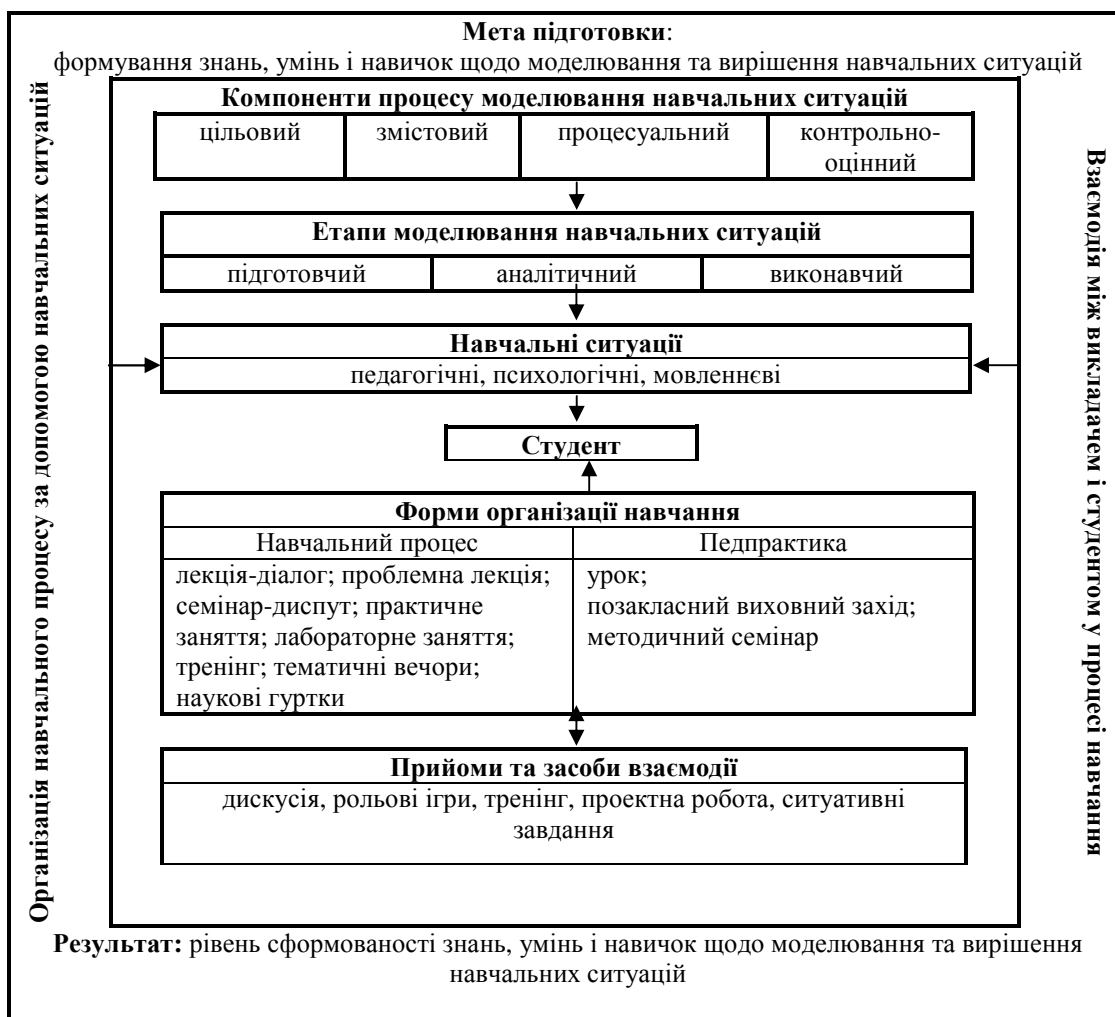 Мета підготовки:
формування знань, умінь і навичок щодо моделювання та вирішення навчальних ситуацій
Організація навчального процесу за допомогою навчальних ситуацій
Компоненти процесу моделювання навчальних ситуацій
цільовий
змістовий
процесуальний
контрольно-
оцінний
Етапи моделювання навчальних ситуацій
підготовчий
аналітичний
виконавчий
Навчальні ситуації
педагогічні, психологічні, мовленнєві
Студент
Форми організації навчання
Навчальний процес
лекція-діалог; проблемна лекція;
семінар-диспут; практичне
заняття; лабораторне заняття;
тренінг; тематичні вечори;
наукові гуртки
Педпрактика
урок;
позакласний виховний захід;
методичний семінар
Прийоми та засоби взаємодії
дискусія, рольові ігри, тренінг, проектна робота, ситуативні
завдання
Взаємодія між викладачем і студентом у процесі навчання
Результат: рівень сформованості знань, умінь і навичок щодо моделювання та вирішення
навчальних ситуацій